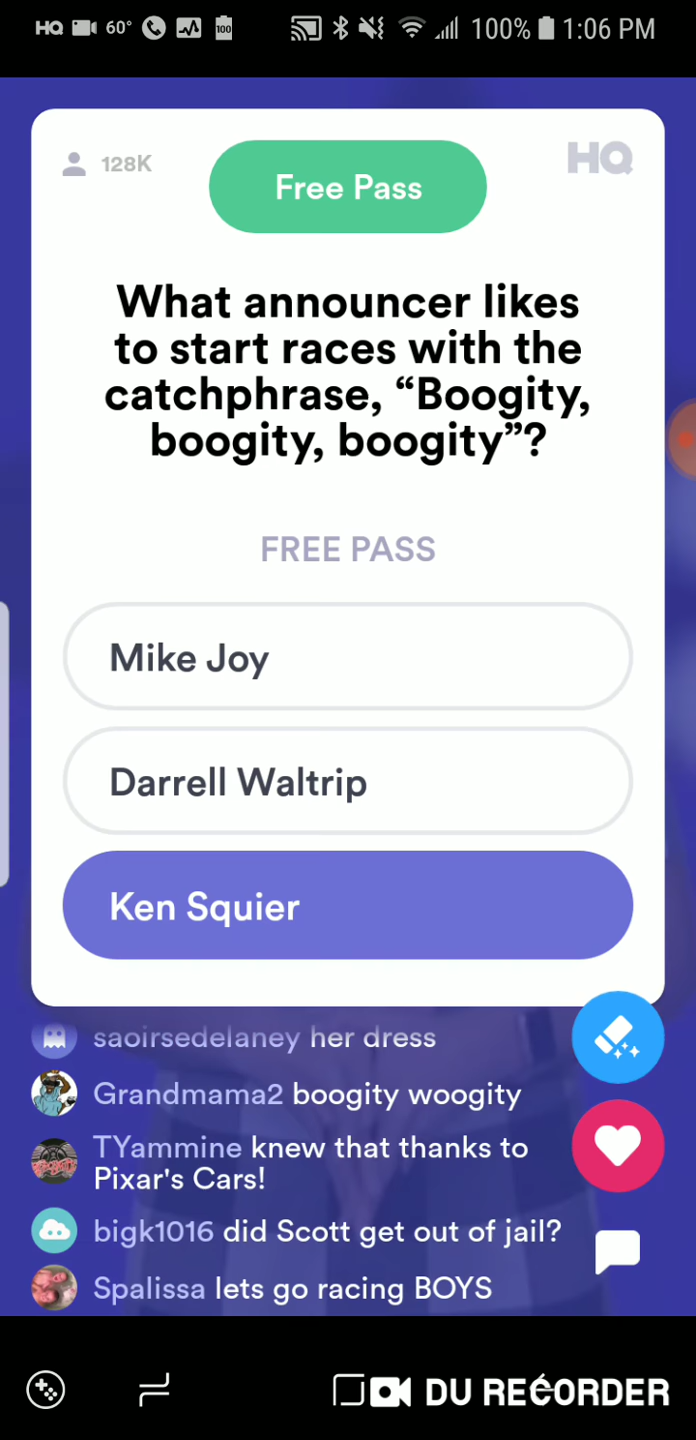 HQ 60° 100 100% 1:06 PM
128K Free Pass HQ
What announcer likes
to start races with the
catchphrase, “Boogity,
boogity, boogity”?
FREE PASS
Mike Joy
Darrell Waltrip
Ken Squier
saoirsedelaney her dress
Grandmama2 boogity woogity
TYammine knew that thanks to
Pixar's Cars!
bigk1016 did Scott get out of jail?
Spalissa lets go racing BOYS
DU RECORDER